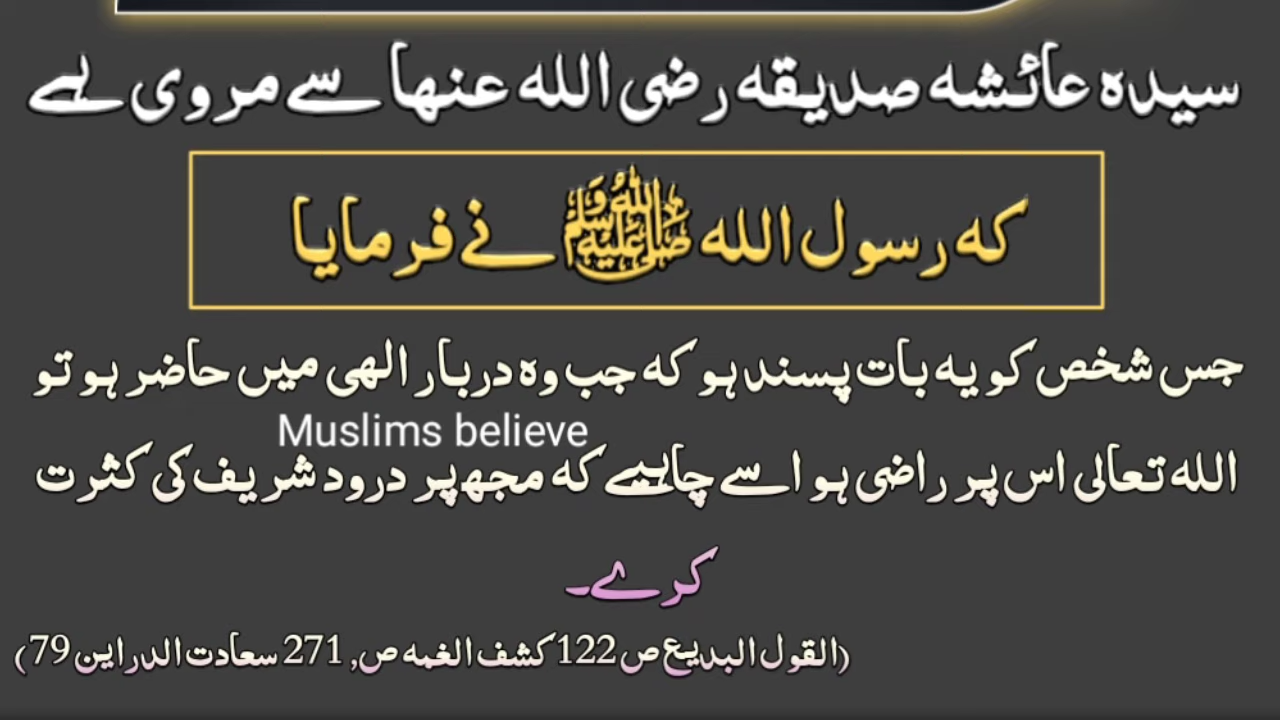 سیدہ عائشہ صدیقہ رضی اللہ عنھا سے مروی ہے
کہ رسول اللہ ﷺ نے فرمایا
جس شخص کو یہ بات پسند ہو کہ جب وہ دربار الٰھی میں حاضر ہو تو
Muslims believe
اللہ تعالی اس پر راضی ہو اسے چاہیے کہ مجھ پر درود شریف کی کثرت
کرے۔
(القول البدیع ص 122 کشف الغمہ ص, 271 سعادت الدراین 79)